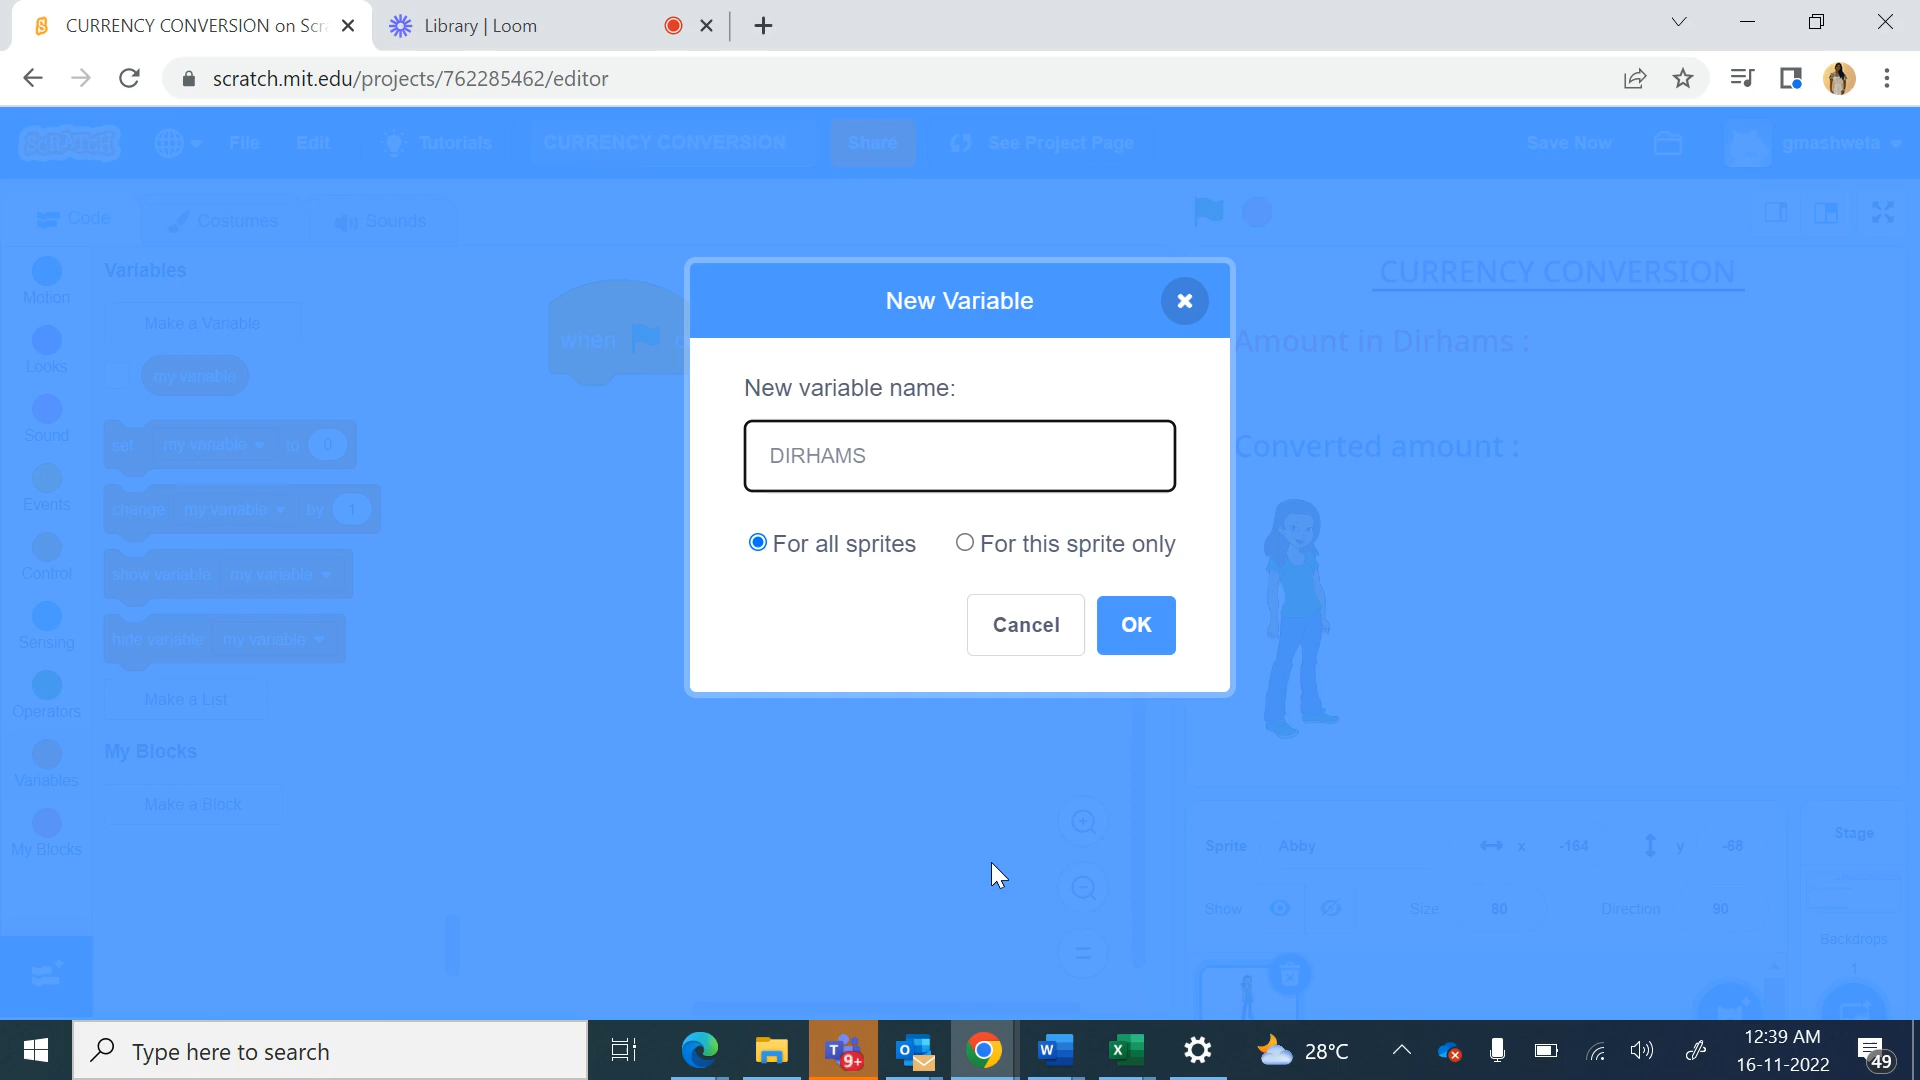 CURRENCY CONVERSION on Scr
Library | Loom
scratch.mit.edu/projects/762285462/editor
SCRATCH
File
Edit
Tutorials
CURRENCY CONVERSION
Share
See Project Page
Save Now
gmashweta
Code
Costumes
Sounds
Motion
Looks
Sound
Events
Control
Sensing
Operators
Variables
My Blocks
Variables
Make a Variable
my variable
set my variable to 0
change my variable by 1
show variable my variable
hide variable my variable
Make a List
My Blocks
Make a Block
when
New Variable
New variable name:
DIRHAMS
For all sprites
For this sprite only
Cancel
OK
CURRENCY CONVERSION
Amount in Dirhams :
Converted amount :
Sprite Abby x -164 y -68
Show Size 80 Direction 90
Stage
Backdrops
1
Type here to search
9+
28°C
12:39 AM
16-11-2022
49